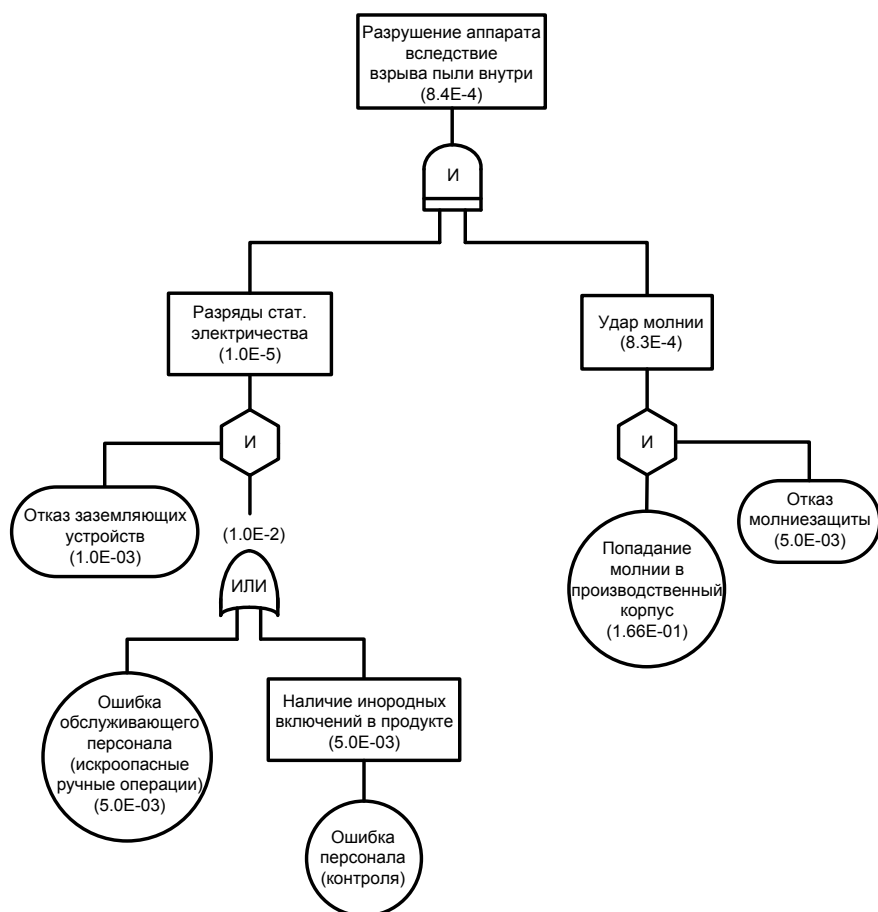 Разрушение аппарата
вследствие
взрыва пыли внутри
(8.4E-4)
И
Разряды стат.
электричества
(1.0E-5)
Удар молнии
(8.3E-4)
И
И
Отказ заземляющих
устройств
(1.0E-03)
(1.0E-2)
Попадание
молнии в
производственный
корпус
(1.66E-01)
Отказ
молниезащиты
(5.0E-03)
ИЛИ
Ошибка
обслуживающего
персонала
(искроопасные
ручные операции)
(5.0E-03)
Наличие инородных
включений в продукте
(5.0E-03)
Ошибка
персонала
(контроля)